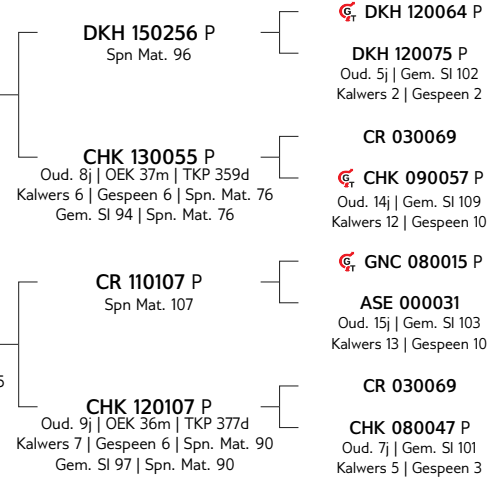 DKH 150256 P
Spn Mat. 96
CHK 130055 P
Oud. 8j | OEK 37m | TKP 359d
Kalwers 6 | Gespeen 6 | Spn. Mat. 76
Gem. SI 94 | Spn. Mat. 76
CR 110107 P
Spn Mat. 107
CHK 120107 P
Oud. 9j | OEK 36m | TKP 377d
Kalwers 7 | Gespeen 6 | Spn. Mat. 90
Gem. SI 97 | Spn. Mat. 90
GT DKH 120064 P
DKH 120075 P
Oud. 5j | Gem. SI 102
Kalwers 2 | Gespeen 2
CR 030069
GT CHK 090057 P
Oud. 14j | Gem. SI 109
Kalwers 12 | Gespeen 10
GT GNC 080015 P
ASE 000031
Oud. 15j | Gem. SI 103
Kalwers 13 | Gespeen 10
CR 030069
CHK 080047 P
Oud. 7j | Gem. SI 101
Kalwers 5 | Gespeen 3